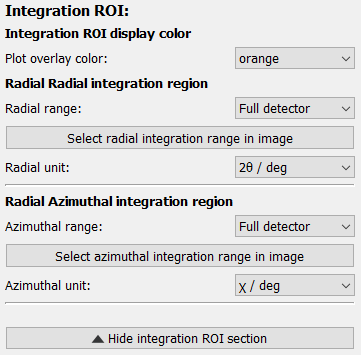 Integration ROI:
Integration ROI display color
Plot overlay color: orange
Radial Radial integration region
Radial range: Full detector
Select radial integration range in image
Radial unit: 2θ / deg
Radial Azimuthal integration region
Azimuthal range: Full detector
Select azimuthal integration range in image
Azimuthal unit: χ / deg
Hide integration ROI section